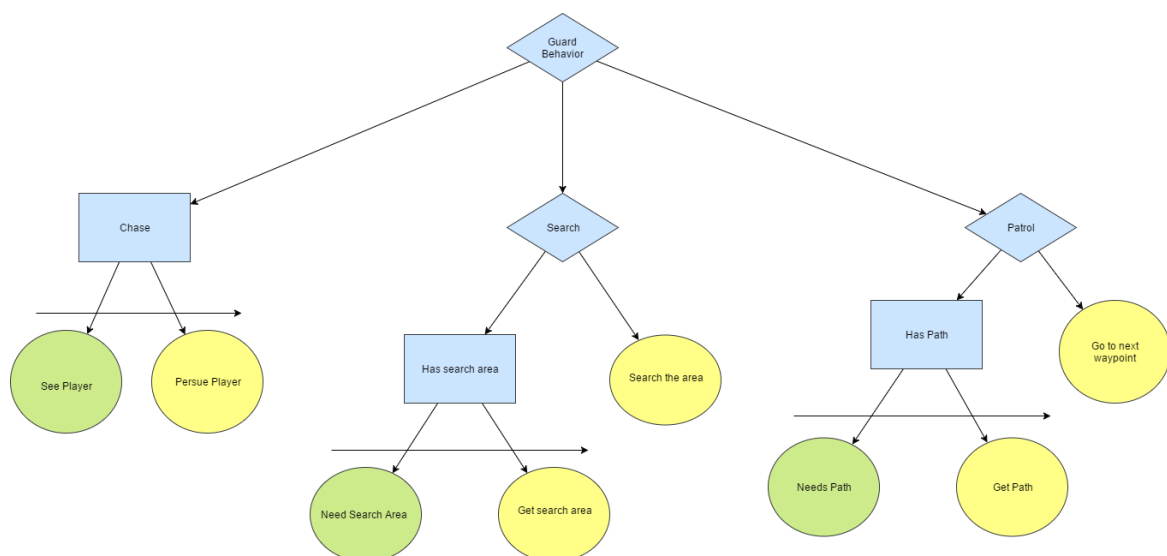 Guard
Behavior
Chase
Search
Patrol
See Player
Persue Player
Has search area
Search the area
Has Path
Go to next
waypoint
Need Search Area
Get search area
Needs Path
Get Path